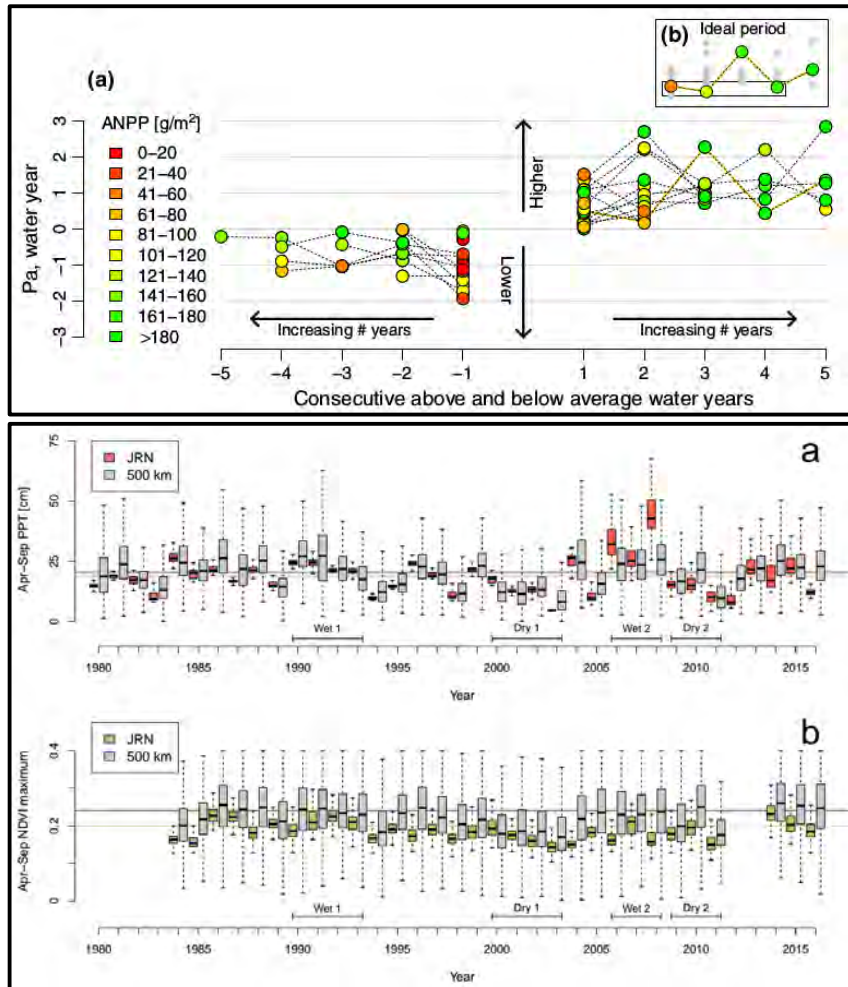 (b)
Ideal period
(a)
ANPP [g/m²]
0–20
21–40
41–60
61–80
81–100
101–120
121–140
141–160
161–180
>180
Pa, water year
3
2
1
0
−1
−2
−3
Higher
Lower
Increasing # years
Increasing # years
−5 −4 −3 −2 −1 1 2 3 4 5
Consecutive above and below average water years
a
JRN
500 km
Apr−Sep PPT [cm]
75
50
25
0
Wet 1 Dry 1 Wet 2 Dry 2
1980 1985 1990 1995 2000 2005 2010 2015
Year
b
JRN
500 km
Apr−Sep NDVI maximum
0.4
0.2
0
Wet 1 Dry 1 Wet 2 Dry 2
1980 1985 1990 1995 2000 2005 2010 2015
Year